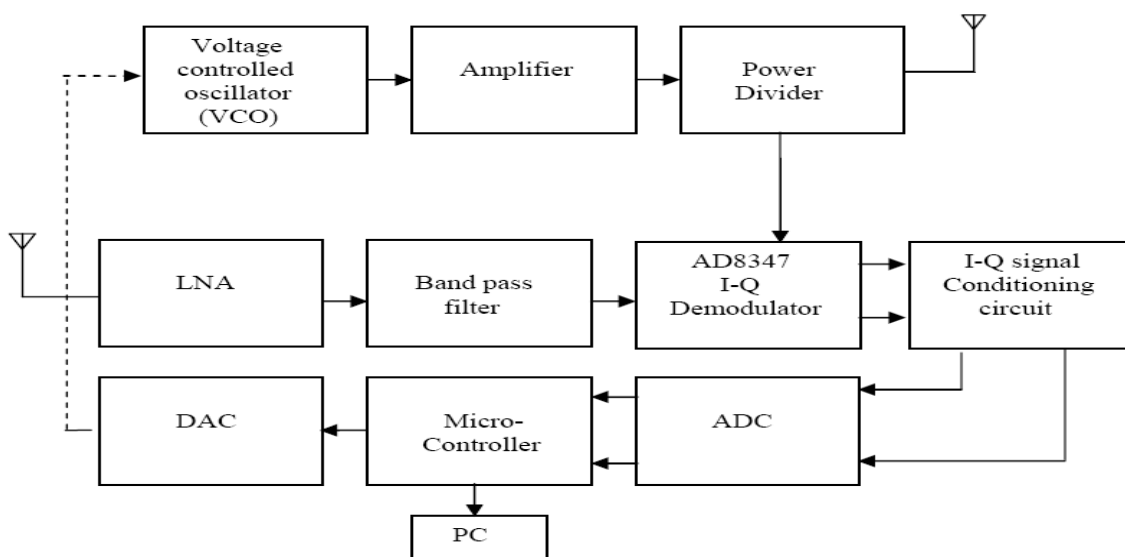 Voltage
controlled
oscillator
(VCO)
Amplifier
Power
Divider
LNA
Band pass
filter
AD8347
I-Q
Demodulator
I-Q signal
Conditioning
circuit
DAC
Micro-
Controller
ADC
PC